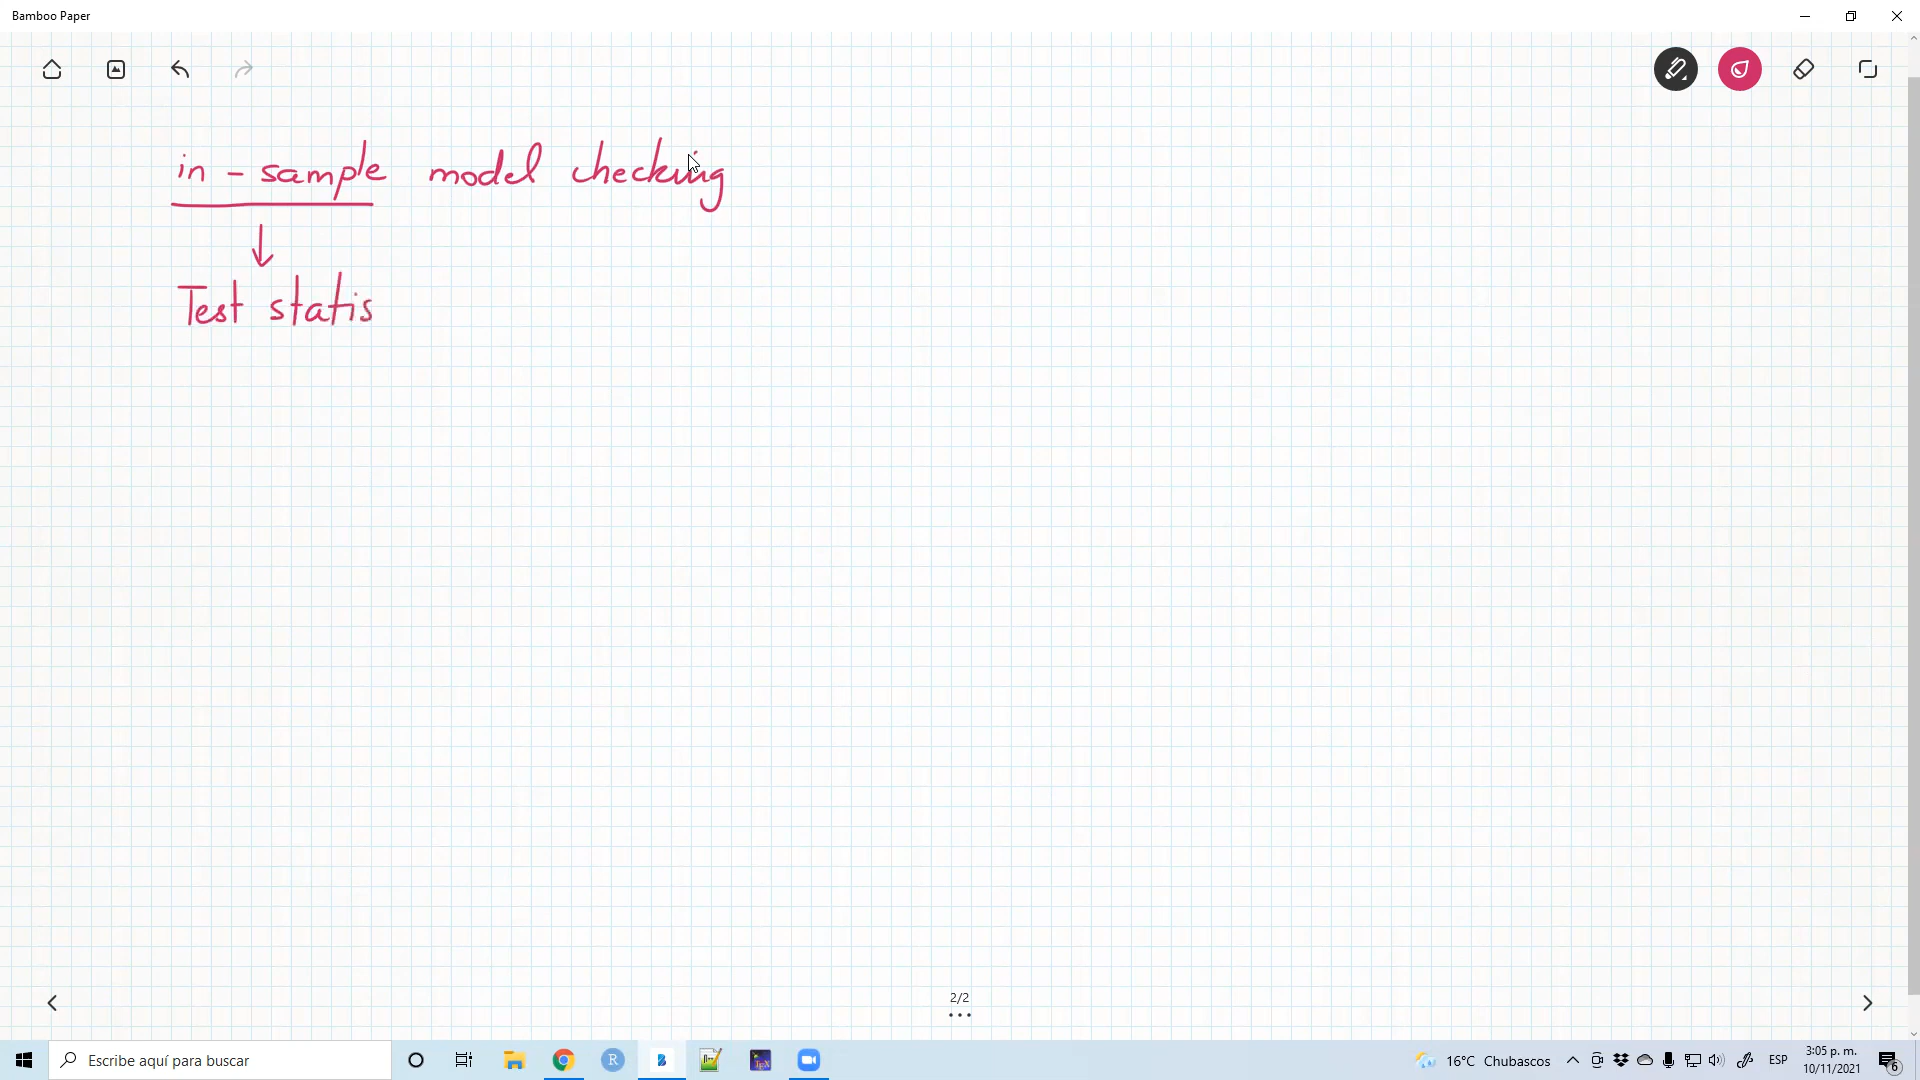 Bamboo Paper
in - sample model checking
↓
Test statis
2/2
Escribe aquí para buscar
16°C Chubascos
ESP
3:05 p. m.
10/11/2021
6